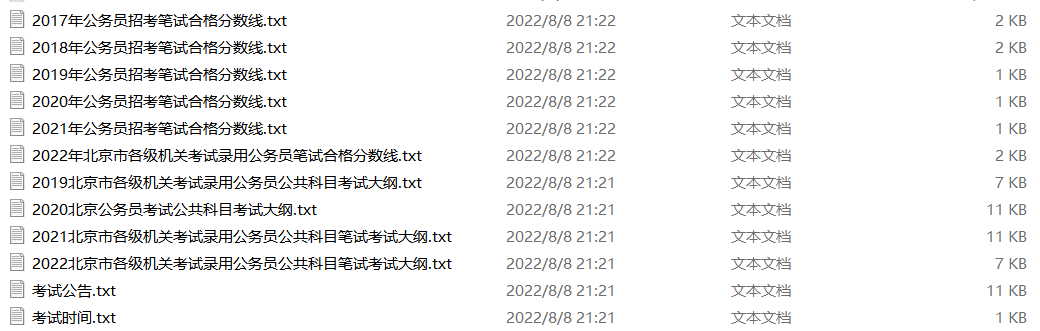 2017年公务员招考笔试合格分数线.txt 2022/8/8 21:22 文本文档 2 KB
2018年公务员招考笔试合格分数线.txt 2022/8/8 21:22 文本文档 2 KB
2019年公务员招考笔试合格分数线.txt 2022/8/8 21:22 文本文档 1 KB
2020年公务员招考笔试合格分数线.txt 2022/8/8 21:22 文本文档 1 KB
2021年公务员招考笔试合格分数线.txt 2022/8/8 21:22 文本文档 1 KB
2022年北京市各级机关考试录用公务员笔试合格分数线.txt 2022/8/8 21:22 文本文档 2 KB
2019北京市各级机关考试录用公务员公共科目考试大纲.txt 2022/8/8 21:21 文本文档 7 KB
2020北京公务员考试公共科目考试大纲.txt 2022/8/8 21:21 文本文档 11 KB
2021北京市各级机关考试录用公务员公共科目笔试考试大纲.txt 2022/8/8 21:21 文本文档 11 KB
2022北京市各级机关考试录用公务员公共科目笔试考试大纲.txt 2022/8/8 21:21 文本文档 7 KB
考试公告.txt 2022/8/8 21:21 文本文档 11 KB
考试时间.txt 2022/8/8 21:21 文本文档 1 KB